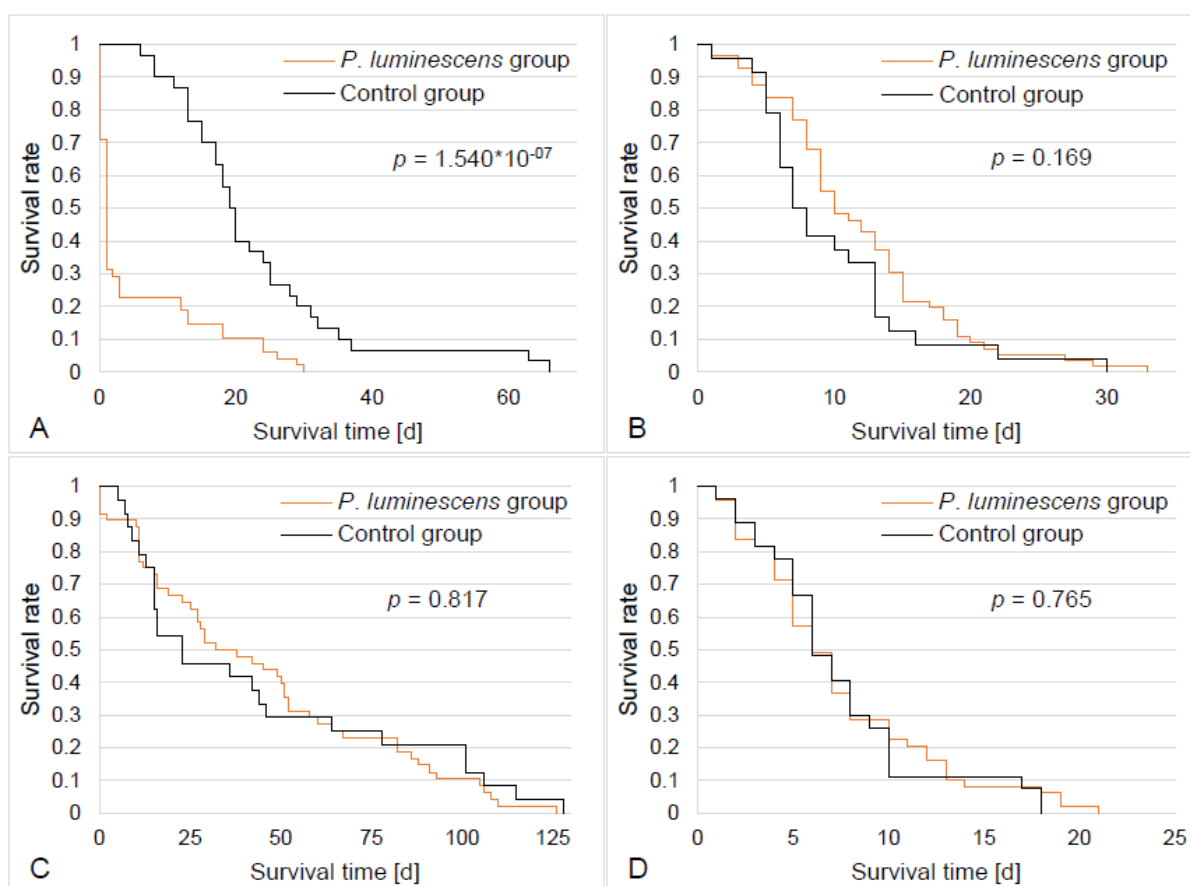 1
0.9
0.8
0.7
0.6
0.5
0.4
0.3
0.2
0.1
0
Survival rate
P. luminescens group
Control group
p = 1.540*10-07
0 20 40 60
A
Survival time [d]
1
0.9
0.8
0.7
0.6
0.5
0.4
0.3
0.2
0.1
0
Survival rate
P. luminescens group
Control group
p = 0.169
0 10 20 30
B
Survival time [d]
1
0.9
0.8
0.7
0.6
0.5
0.4
0.3
0.2
0.1
0
Survival rate
P. luminescens group
Control group
p = 0.817
0 25 50 75 100 125
C
Survival time [d]
1
0.9
0.8
0.7
0.6
0.5
0.4
0.3
0.2
0.1
0
Survival rate
P. luminescens group
Control group
p = 0.765
0 5 10 15 20 25
D
Survival time [d]